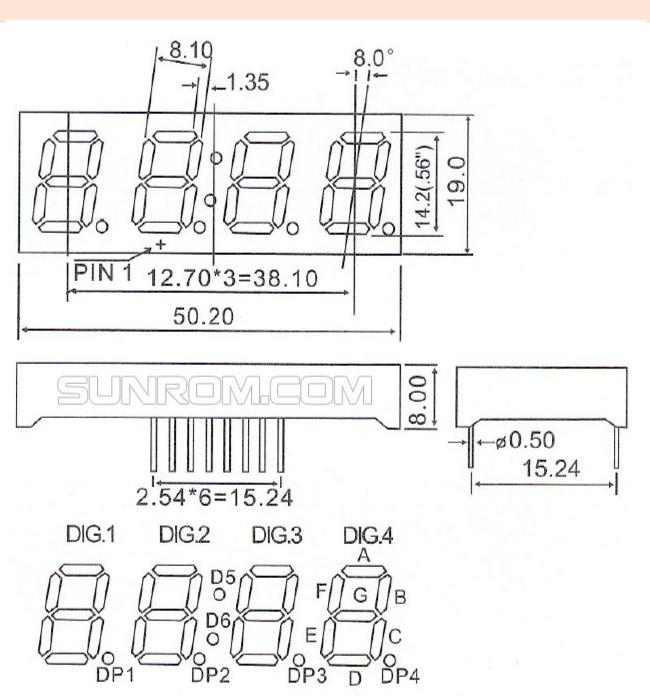 8.10
8.0°
1.35
14.2(.56")
19.0
+
PIN 1
12.70*3=38.10
50.20
SUNROM.COM
8.00
ø0.50
15.24
2.54*6=15.24
DIG.1 DIG.2 DIG.3 DIG.4
A
D5
F G B
D6
E C
DP1 DP2 DP3 D DP4